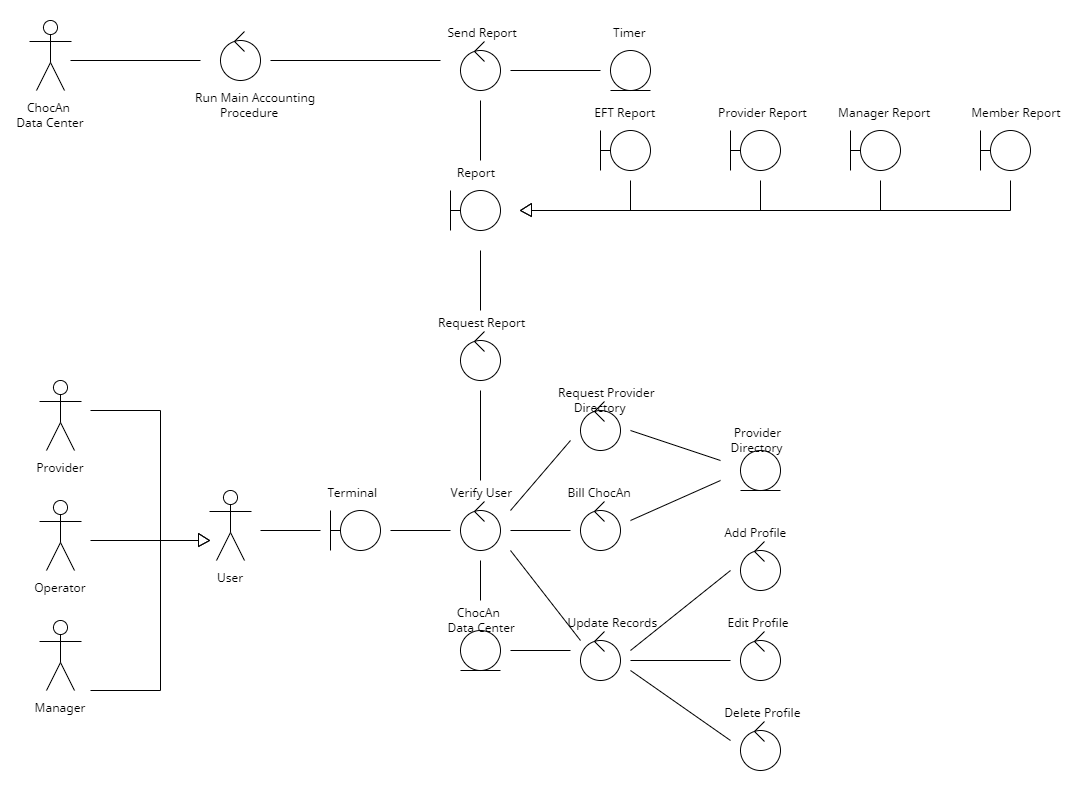 Send Report
Timer
ChocAn
Data Center
Run Main Accounting
Procedure
EFT Report
Provider Report
Manager Report
Member Report
Report
Request Report
Request Provider
Directory
Provider
Directory
Provider
Terminal
Verify User
Bill ChocAn
Add Profile
Operator
User
ChocAn
Data Center
Update Records
Edit Profile
Manager
Delete Profile